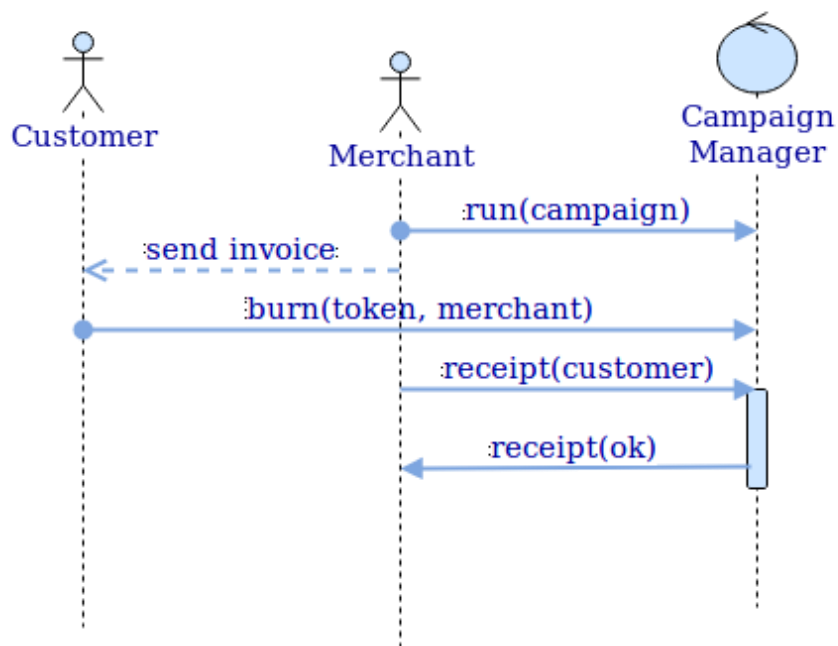 Customer
Merchant
Campaign
Manager
run(campaign)
send invoice
burn(token, merchant)
receipt(customer)
receipt(ok)